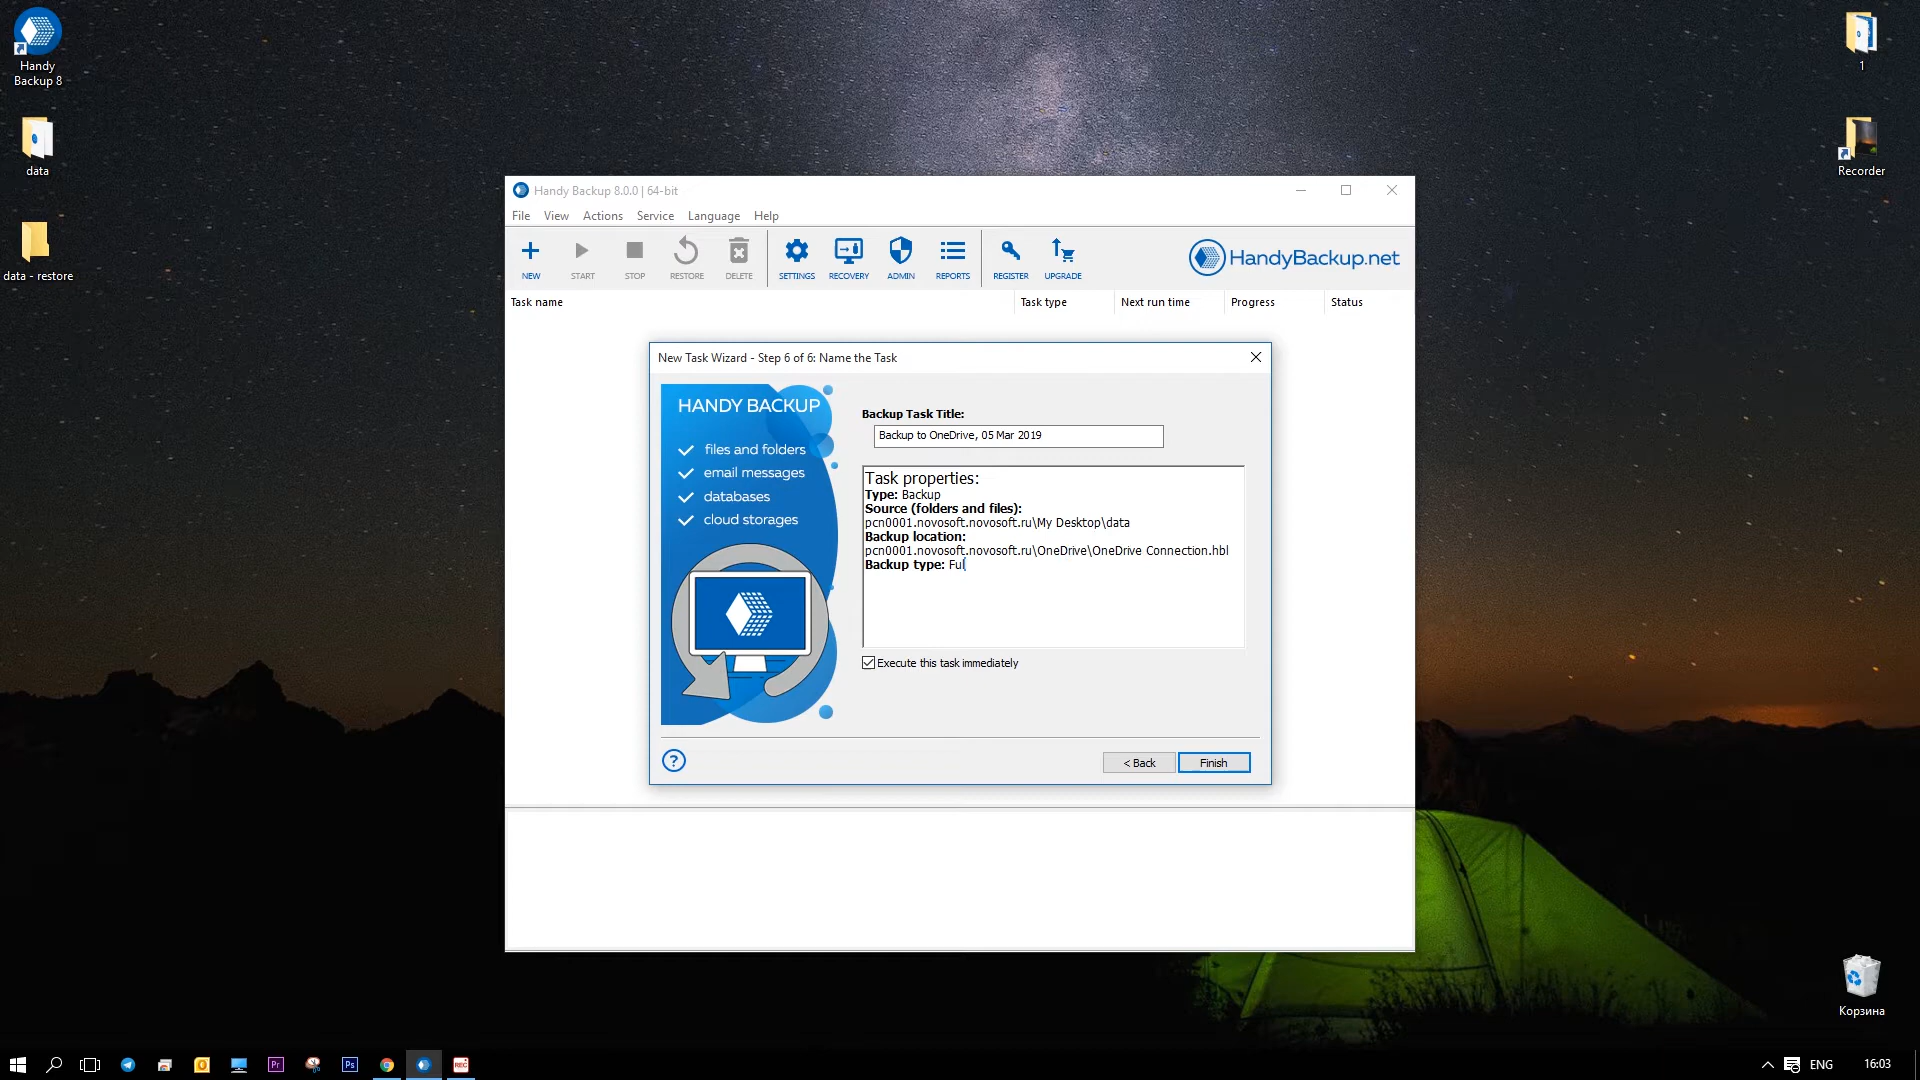 Handy
Backup 8
data
data - restore
1
Recorder
Корзина
Handy Backup 8.0.0 | 64-bit
File View Actions Service Language Help
NEW START STOP RESTORE DELETE SETTINGS RECOVERY ADMIN REPORTS REGISTER UPGRADE
HandyBackup.net
Task name Task type Next run time Progress Status
New Task Wizard - Step 6 of 6: Name the Task
HANDY BACKUP
files and folders
email messages
databases
cloud storages
Backup Task Title:
Backup to OneDrive, 05 Mar 2019
Task properties:
Type: Backup
Source (folders and files):
pcn0001.novosoft.novosoft.ru\My Desktop\data
Backup location:
pcn0001.novosoft.novosoft.ru\OneDrive\OneDrive Connection.hbl
Backup type: Ful
Execute this task immediately
?
< Back Finish
Pr
Ps
REC
ENG
16:03